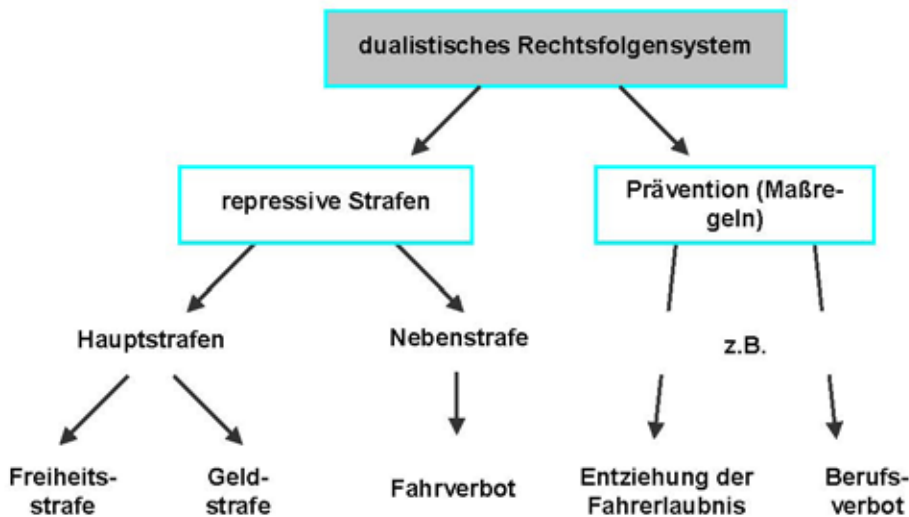 dualistisches Rechtsfolgensystem
repressive Strafen
Prävention (Maßre-
geln)
Hauptstrafen
Nebenstrafe
z.B.
Freiheits-
strafe
Geld-
strafe
Fahrverbot
Entziehung der
Fahrerlaubnis
Berufs-
verbot